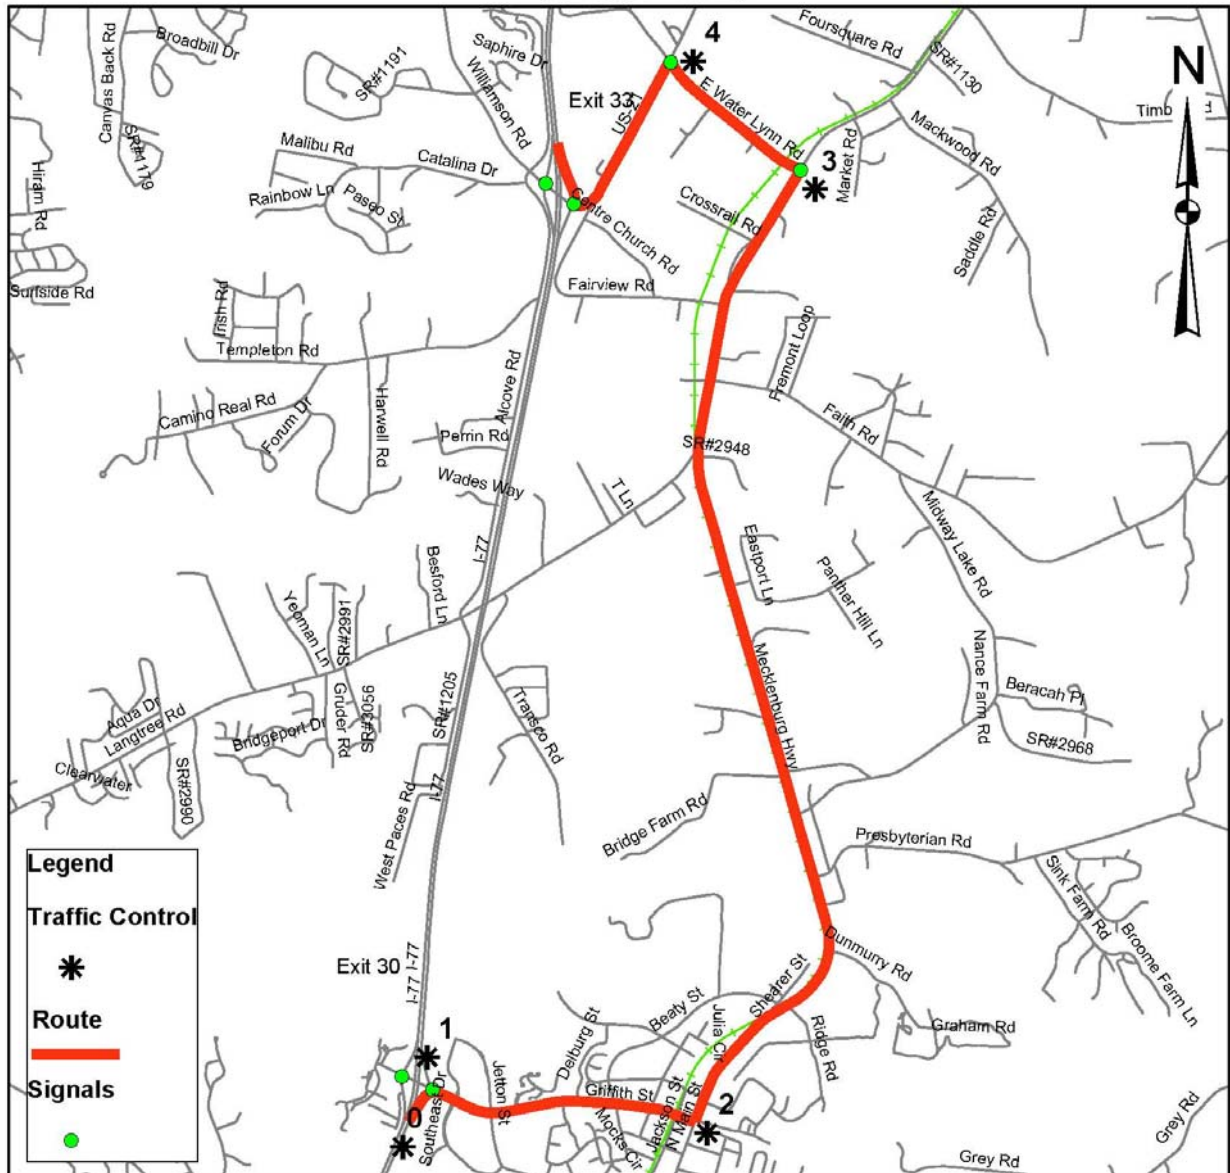 Canvas Back Rd
Broadbill Dr
SR#1191
Saphire Dr
Williamson Rd
4
Foursquare Rd
SR#1130
N
Exit 33
US-21
E Water Lynn Rd
SR#1179
Malibu Rd
Catalina Dr
Rainbow Ln
Paseo St
Hiram Rd
Surfside Rd
3
Market Rd
Mackwood Rd
Saddle Rd
Crossrail Rd
Centre Church Rd
Fairview Rd
Irish Rd
Templeton Rd
Alcove Rd
Fremont Loop
Camino Real Rd
Forum Dr
Harwell Rd
Perrin Rd
Wades Way
SR#2948
Faith Rd
T Ln
I-77
Besford Ln
Yeoman Ln
SR#2991
Eastport Ln
Panther Hill Ln
Midway Lake Rd
Nance Farm Rd
Beracah Pl
SR#2968
Aqua Dr
Langtree Rd
Clearwater
SR#2990
Bridgeport Dr
Gruder Rd
SR#3056
SR#1205
Transco Rd
Mecklenburg Hwy
I-77
West Paces Rd
Bridge Farm Rd
Presbyterian Rd
Sink Farm Rd
Broome Farm Ln
Legend
Traffic Control
Route
Signals
Exit 30
I-77 I-77
Dunmurry Rd
Graham Rd
Shearer St
Beaty St
Julia Cir
Ridge Rd
1
0
Southeast Dr
Jetton St
Delburg St
Griffith St
Mocks Cir
Jackson St
N Main St
2
Grey Rd
Grey Rd